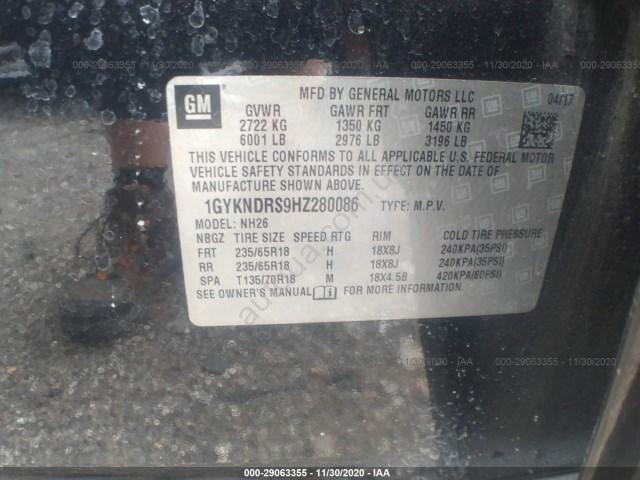 000-29063355 - 11/30/2020 - IAA
GM
MFD BY GENERAL MOTORS LLC 04/17
GVWR GAWR FRT GAWR RR
2722 KG 1350 KG 1450 KG
6001 LB 2976 LB 3196 LB
THIS VEHICLE CONFORMS TO ALL APPLICABLE U.S. FEDERAL MOTOR
VEHICLE SAFETY STANDARDS IN EFFECT ON THE DATE OF
MANUFACTURE SHOWN ABOVE.
1GYKNDRS9HZ280086 TYPE: M.P.V.
MODEL: NH26
NBGZ TIRE SIZE SPEED RTG RIM COLD TIRE PRESSURE
FRT 235/65R18 H 18X8J 240KPA(35PSI)
RR 235/65R18 H 18X8J 240KPA(35PSI)
SPA T135/70R18 M 18X4.5B 420KPA(60PSI)
SEE OWNER'S MANUAL FOR MORE INFORMATION.
000-29063355 - 11/30/2020 - IAA
000-29063355 - 11/30/2020 - IAA